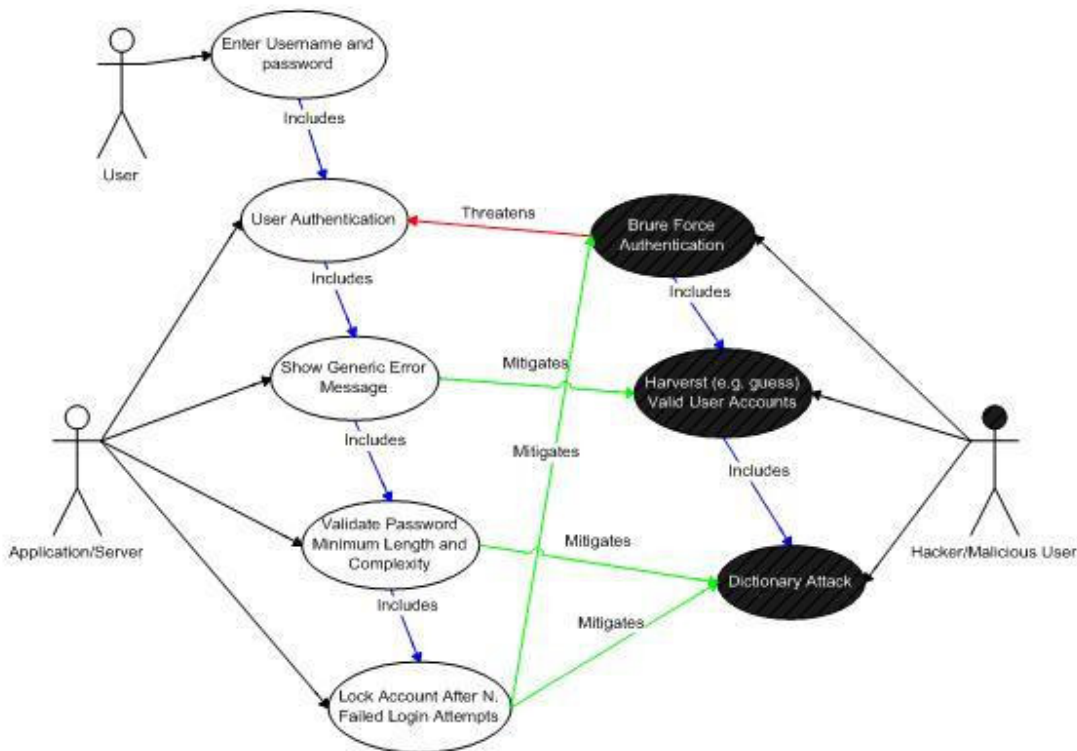 Enter Username and
password
Includes
User
User Authentication
Threatens
Brure Force
Authentication
Includes
Includes
Show Generic Error
Message
Mitigates
Harverst (e.g. guess)
Valid User Accounts
Includes
Mitigates
Includes
Application/Server
Validate Password
Minimum Length and
Complexity
Mitigates
Hacker/Malicious User
Dictionary Attack
Includes
Mitigates
Lock Account After N.
Failed Login Attempts